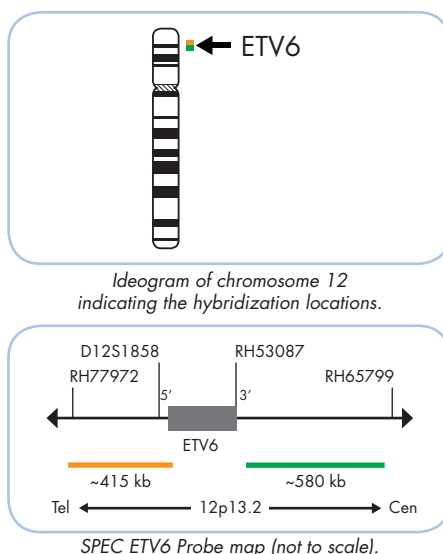 ETV6
Ideogram of chromosome 12
indicating the hybridization locations.
D12S1858 RH53087
RH77972 RH65799
5' 3'
ETV6
~415 kb ~580 kb
Tel 12p13.2 Cen
SPEC ETV6 Probe map (not to scale).